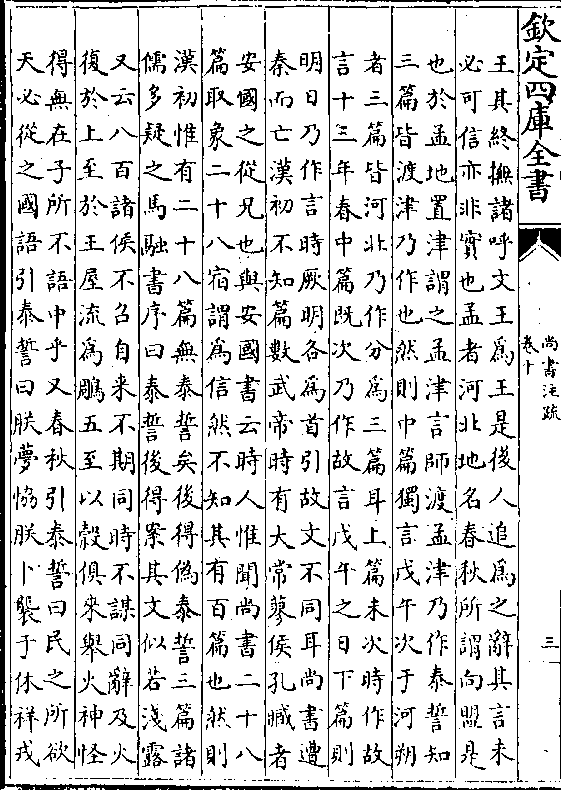 欽定四庫全書
尚書注疏
卷十
三
王其終撫諸呼文王為王是後人追為之辭其言未
必可信亦非實也孟者河北地名春秋所謂向盟是
也於孟地置津謂之孟津言師渡孟津乃作泰誓知
三篇皆渡津乃作也然則中篇獨言戊午次于河朔
者三篇皆河北乃作分為三篇耳上篇未次時作故
言十三年春中篇既次乃作故言戊午之日下篇則
明日乃作言時厥明各為首引故文不同耳尚書遭
秦而亡漢初不知篇數武帝時有大常蓼侯孔臧者
安國之從兄也與安國書云時人惟聞尚書二十八
篇取象二十八宿謂為信然不知其有百篇也然則
漢初惟有二十八篇無泰誓矣後得偽泰誓三篇諸
儒多疑之馬融書序曰泰誓後得案其文似若淺露
又云八百諸侯不召自来不期同時不謀同辭及火
復於上至於王屋流為鵰五至以穀俱來舉火神怪
得無在子所不語中乎又春秋引泰誓曰民之所欲
天必從之國語引泰誓曰朕夢恊朕卜襲于休祥戎